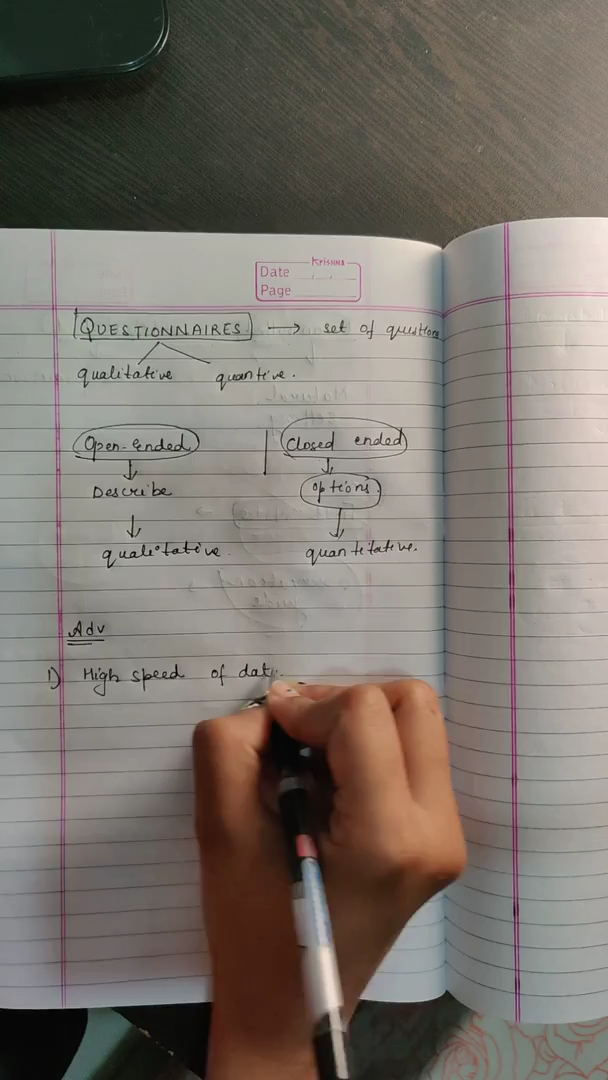 Krishna
Date
Page
QUESTIONNAIRES → set of questions
qualitative quantive.
Open-Ended | Closed ended
Describe options.
qualitative. quantitative.
Adv
1) High speed of dat